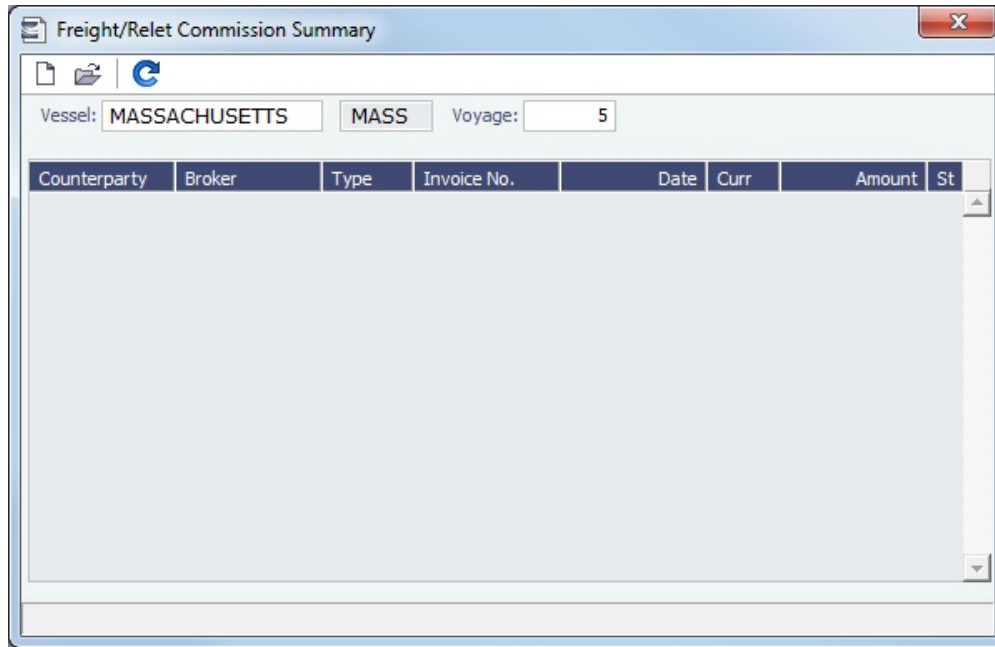 Freight/Relet Commission Summary
Vessel: MASSACHUSETTS MASS Voyage: 5
Counterparty Broker Type Invoice No. Date Curr Amount St